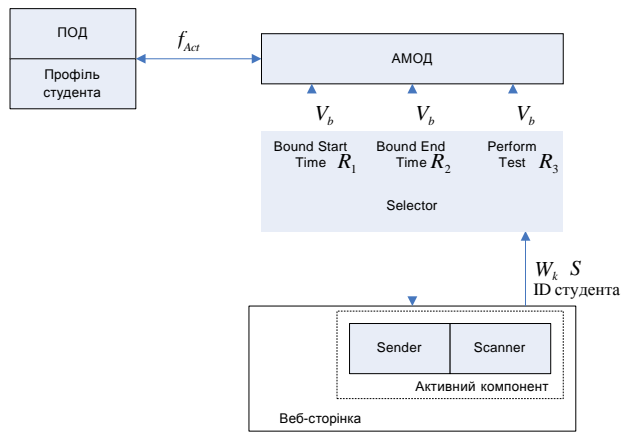 ПОД
Профіль
студента
f_Act
АМОД
V_b V_b V_b
Bound Start
Time R_1
Bound End
Time R_2
Perform
Test R_3
Selector
W_k S
ID студента
Sender
Scanner
Активний компонент
Веб-сторінка